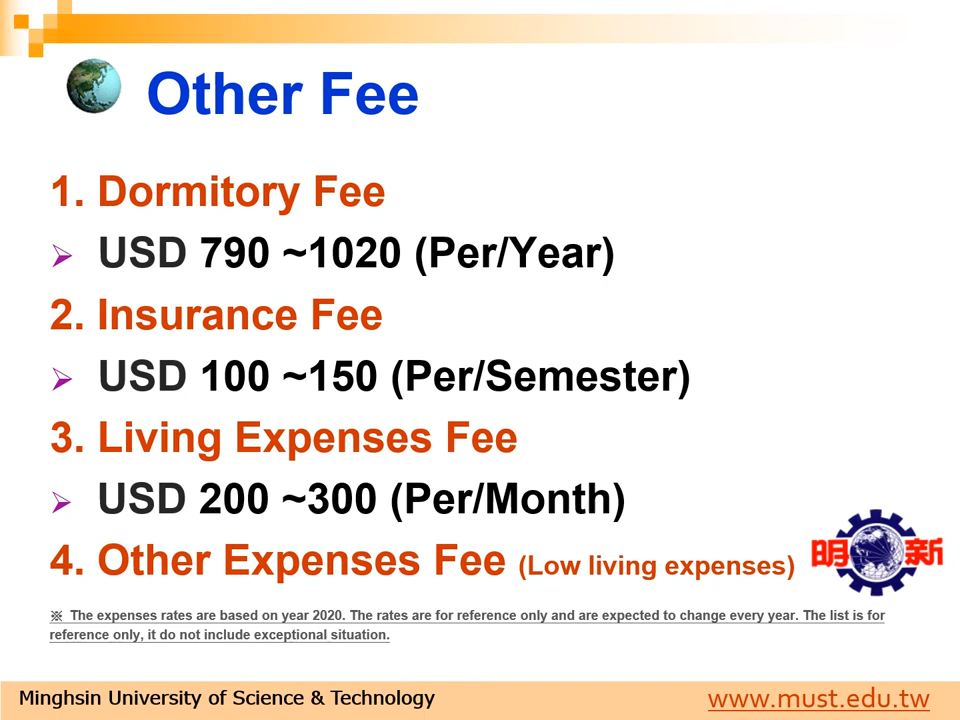 Other Fee
1. Dormitory Fee
➢ USD 790 ~1020 (Per/Year)
2. Insurance Fee
➢ USD 100 ~150 (Per/Semester)
3. Living Expenses Fee
➢ USD 200 ~300 (Per/Month)
4. Other Expenses Fee (Low living expenses)
明新
※ The expenses rates are based on year 2020. The rates are for reference only and are expected to change every year. The list is for
reference only, it do not include exceptional situation.
Minghsin University of Science & Technology
www.must.edu.tw